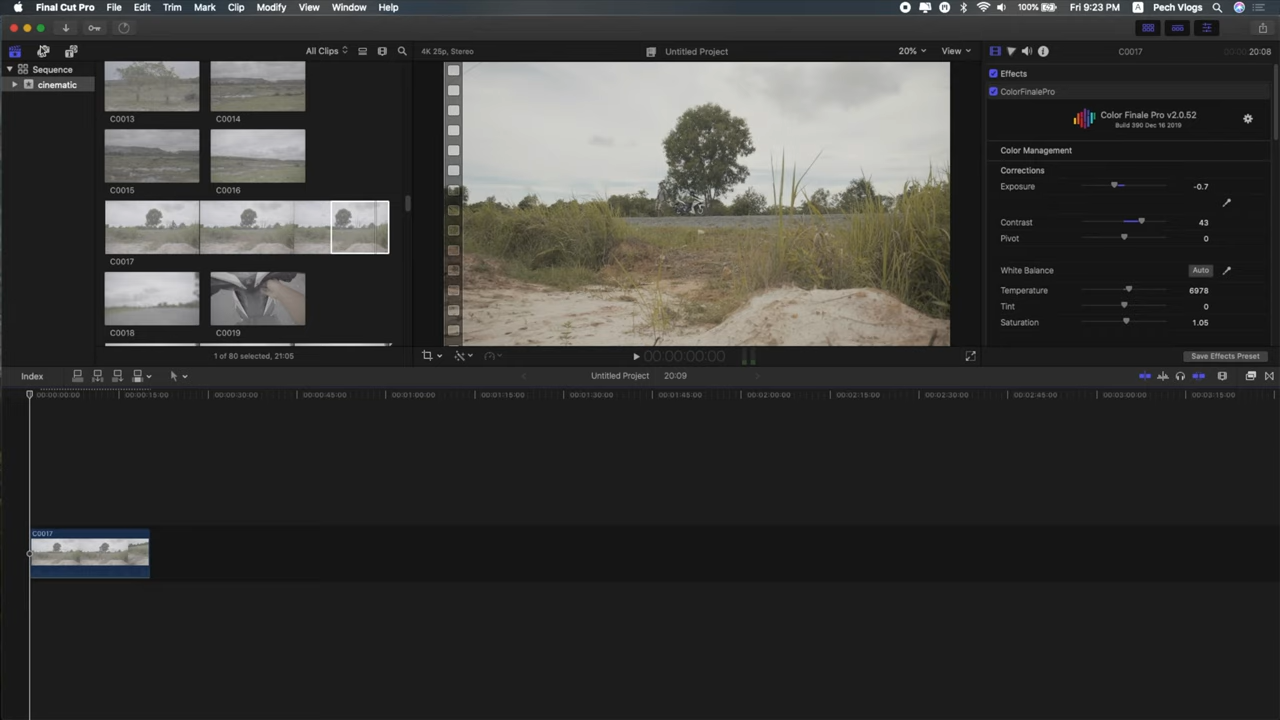 Final Cut Pro File Edit Trim Mark Clip Modify View Window Help 100% Fri 9:23 PM A Pech Vlogs
All Clips 4K 25p, Stereo Untitled Project 20% View C0017 20:08
Sequence
cinematic
C0013 C0014
C0015 C0016
C0017
C0018 C0019
1 of 80 selected, 21:05
00:00:00:00
Effects
ColorFinalePro
Color Finale Pro v2.0.52
Build 390 Dec 16 2019
Color Management
Corrections
Exposure -0.7
Contrast 43
Pivot 0
White Balance Auto
Temperature 6978
Tint 0
Saturation 1.05
Save Effects Preset
Index Untitled Project 20:09
00:00:00:00 00:00:15:00 00:00:30:00 00:00:45:00 00:01:00:00 00:01:15:00 00:01:30:00 00:01:45:00 00:02:00:00 00:02:15:00 00:02:30:00 00:02:45:00 00:03:00:00 00:03:15:00
C0017